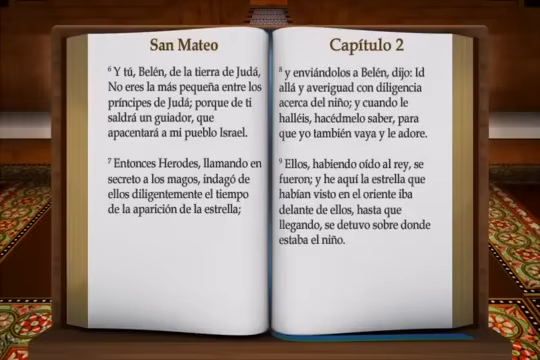 San Mateo
⁶ Y tú, Belén, de la tierra de Judá,
No eres la más pequeña entre los
príncipes de Judá; porque de ti
saldrá un guiador, que
apacentará a mi pueblo Israel.
⁷ Entonces Herodes, llamando en
secreto a los magos, indagó de
ellos diligentemente el tiempo
de la aparición de la estrella;
Capítulo 2
⁸ y enviándolos a Belén, dijo: Id
allá y averiguad con diligencia
acerca del niño; y cuando le
halléis, hacédmelo saber, para
que yo también vaya y le adore.
⁹ Ellos, habiendo oído al rey, se
fueron; y he aquí la estrella que
habían visto en el oriente iba
delante de ellos, hasta que
llegando, se detuvo sobre donde
estaba el niño.